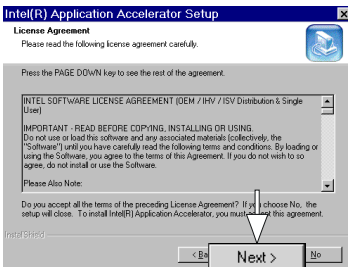 Intel(R) Application Accelerator Setup
License Agreement
Please read the following license agreement carefully.
Press the PAGE DOWN key to see the rest of the agreement.
INTEL SOFTWARE LICENSE AGREEMENT (OEM / IHV / ISV Distribution & Single
User)
IMPORTANT - READ BEFORE COPYING, INSTALLING OR USING.
Do not use or load this software and any associated materials (collectively, the
"Software") until you have carefully read the following terms and conditions. By loading or
using the Software, you agree to the terms of this Agreement. If you do not wish to so
agree, do not install or use the Software.
Please Also Note:
Do you accept all the terms of the preceding License Agreement? If you choose No, the
setup will close. To install Intel(R) Application Accelerator, you must accept this agreement.
InstallShield
< Ba
Next >
No